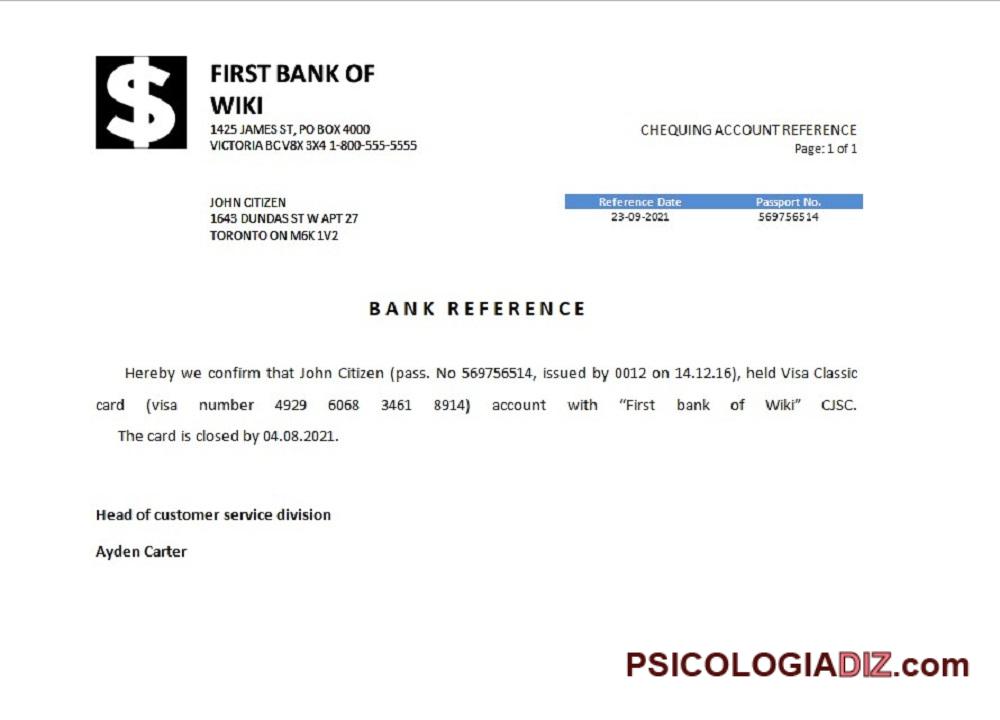 $
FIRST BANK OF
WIKI
1425 JAMES ST, PO BOX 4000
VICTORIA BC V8X 3X4 1-800-555-5555
CHEQUING ACCOUNT REFERENCE
Page: 1 of 1
JOHN CITIZEN
1643 DUNDAS ST W APT 27
TORONTO ON M6K 1V2
Reference Date Passport No.
23-09-2021 569756514
BANK REFERENCE
Hereby we confirm that John Citizen (pass. No 569756514, issued by 0012 on 14.12.16), held Visa Classic
card (visa number 4929 6068 3461 8914) account with “First bank of Wiki” CJSC.
The card is closed by 04.08.2021.
Head of customer service division
Ayden Carter
PSICOLOGIADIZ.com